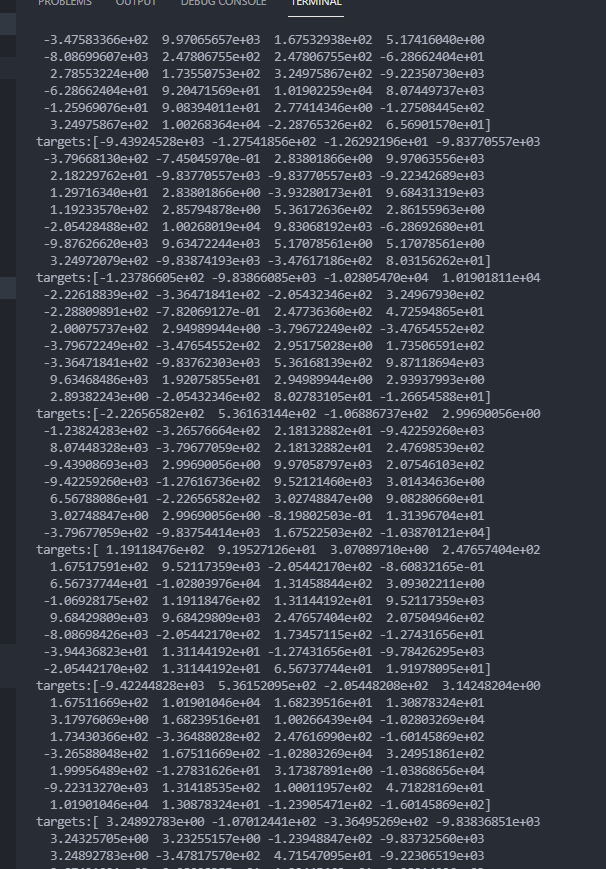 PROBLEMS OUTPUT DEBUG CONSOLE TERMINAL
-3.47583366e+02 9.97065657e+03 1.67532938e+02 5.17416040e+00
-8.08699607e+03 2.47806755e+02 2.47806755e+02 -6.28662404e+01
2.78553224e+00 1.73550753e+02 3.24975867e+02 -9.22350730e+03
-6.28662404e+01 9.20471569e+01 1.01902259e+04 8.07449737e+03
-1.25969076e+01 9.08394011e+01 2.77414346e+00 -1.27508445e+02
3.24975867e+02 1.00268364e+04 -2.28765326e+02 6.56901570e+01]
targets:[-9.43924528e+03 -1.27541856e+02 -1.26292196e+01 -9.83770557e+03
-3.79668130e+02 -7.45045970e-01 2.83801866e+00 9.97063556e+03
2.18229762e+01 -9.83770557e+03 -9.83770557e+03 -9.22342689e+03
1.29716340e+01 2.83801866e+00 -3.93280173e+01 9.68431319e+03
1.19233570e+02 2.85794878e+00 5.36172636e+02 2.86155963e+00
-2.05428488e+02 1.00268019e+04 9.83068192e+03 -6.28692680e+01
-9.87626620e+03 9.63472244e+03 5.17078561e+00 5.17078561e+00
3.24972079e+02 -9.83874193e+03 -3.47617186e+02 8.03156262e+01]
targets:[-1.23786605e+02 -9.83866085e+03 -1.02805470e+04 1.01901811e+04
-2.22618839e+02 -3.36471841e+02 -2.05432346e+02 3.24967930e+02
-2.28809891e+02 -7.82069127e-01 2.47736360e+02 4.72594865e+01
2.00075737e+02 2.94989944e+00 -3.79672249e+02 -3.47654552e+02
-3.79672249e+02 -3.47654552e+02 2.95175028e+00 1.73506591e+02
-3.36471841e+02 -9.83762303e+03 5.36168139e+02 9.87118694e+03
9.63468486e+03 1.92075855e+01 2.94989944e+00 2.93937993e+00
2.89382243e+00 -2.05432346e+02 8.02783105e+01 -1.26654588e+01]
targets:[-2.22656582e+02 5.36163144e+02 -1.06886737e+02 2.99690056e+00
-1.23824283e+02 -3.26576664e+02 2.18132882e+01 -9.42259260e+03
8.07448328e+03 -3.79677059e+02 2.18132882e+01 2.47698539e+02
-9.43908693e+03 2.99690056e+00 9.97058797e+03 2.07546103e+02
-9.42259260e+03 -1.27616736e+02 9.52121460e+03 3.01434636e+00
6.56788086e+01 -2.22656582e+02 3.02748847e+00 9.08280660e+01
3.02748847e+00 2.99690056e+00 -8.19802503e-01 1.31396704e+01
-3.79677059e+02 -9.83754414e+03 1.67522503e+02 -1.03870121e+04]
targets:[ 1.19118476e+02 9.19527126e+01 3.07089710e+00 2.47657404e+02
1.67517591e+02 9.52117359e+03 -2.05442170e+02 -8.60832165e-01
6.56737744e+01 -1.02803976e+04 1.31458844e+02 3.09302211e+00
-1.06928175e+02 1.19118476e+02 1.31144192e+01 9.52117359e+03
9.68429809e+03 9.68429809e+03 2.47657404e+02 2.07504946e+02
-8.08698426e+03 -2.05442170e+02 1.73457115e+02 -1.27431656e+01
-3.94436823e+01 1.31144192e+01 -1.27431656e+01 -9.78426295e+03
-2.05442170e+02 1.31144192e+01 6.56737744e+01 1.91978095e+01]
targets:[-9.42244828e+03 5.36152095e+02 -2.05448208e+02 3.14248204e+00
1.67511669e+02 1.01901046e+04 1.68239516e+01 1.30878324e+01
3.17976069e+00 1.68239516e+01 1.00266439e+04 -1.02803269e+04
1.73430366e+02 -3.36488028e+02 2.47616990e+02 -1.60145869e+02
-3.26588048e+02 1.67511669e+02 -1.02803269e+04 3.24951861e+02
1.99956489e+02 -1.27831626e+01 3.17387891e+00 -1.03868656e+04
-9.22313270e+03 1.31418535e+02 1.00011957e+02 4.71828169e+01
1.01901046e+04 1.30878324e+01 -1.23905471e+02 -1.60145869e+02]
targets:[ 3.24892783e+00 -1.07012441e+02 -3.36495269e+02 -9.83836851e+03
3.24325705e+00 3.23255157e+00 -1.23948847e+02 -9.83732560e+03
3.24892783e+00 -3.47817570e+02 4.71547095e+01 -9.22306519e+03